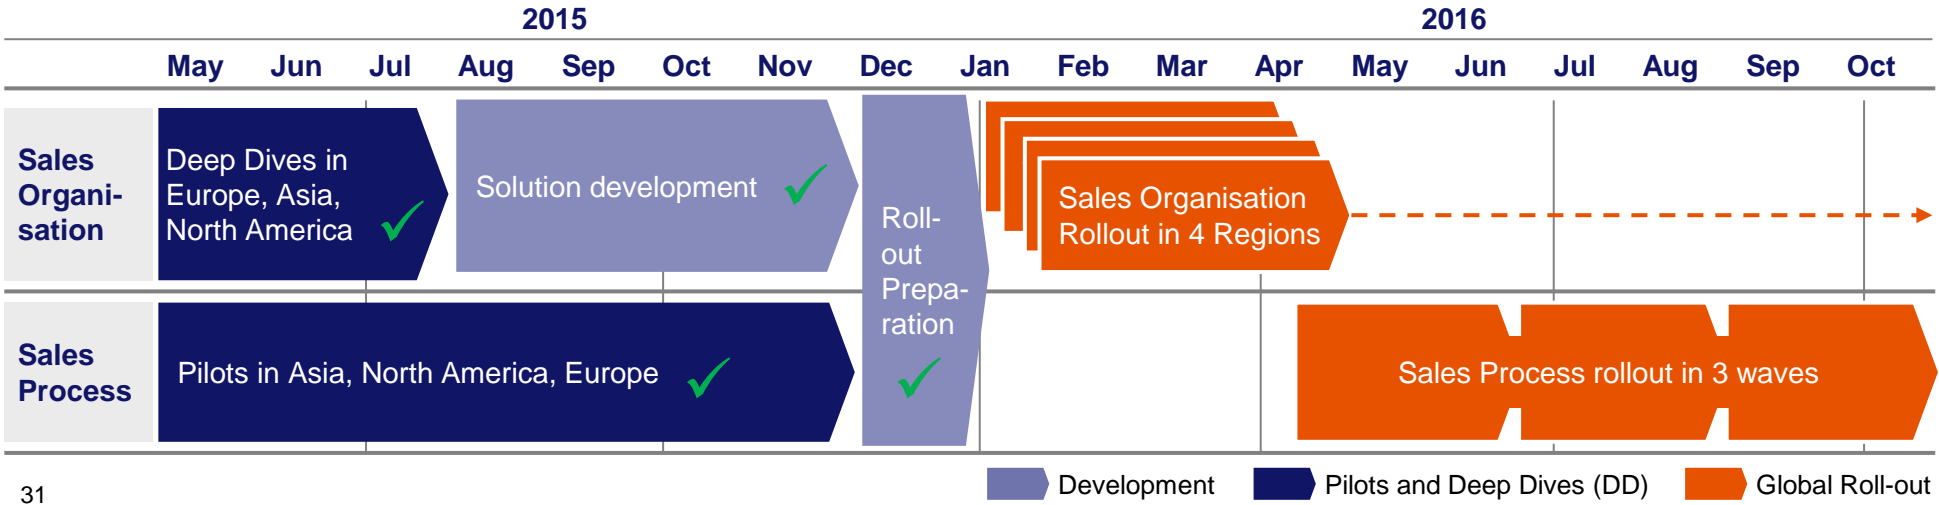 2015 2016
May Jun Jul Aug Sep Oct Nov Dec Jan Feb Mar Apr May Jun Jul Aug Sep Oct
Sales
Organi-
sation
Deep Dives in
Europe, Asia,
North America
Solution development
Roll-
out
Prepa-
ration
Sales Organisation
Rollout in 4 Regions
Sales
Process
Pilots in Asia, North America, Europe
Sales Process rollout in 3 waves
31
Development
Pilots and Deep Dives (DD)
Global Roll-out